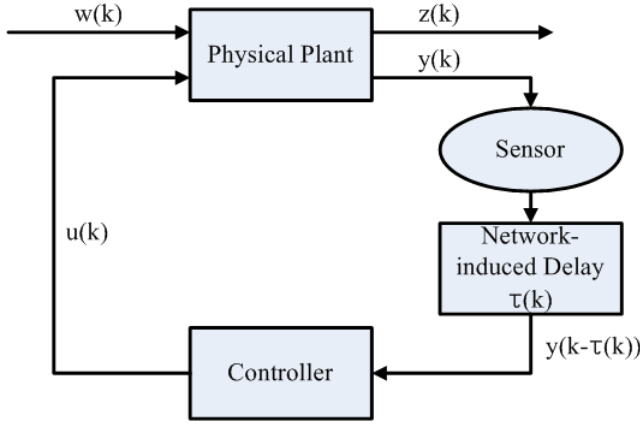 w(k)
z(k)
Physical Plant
y(k)
Sensor
u(k)
Network-
induced Delay
τ(k)
y(k-τ(k))
Controller